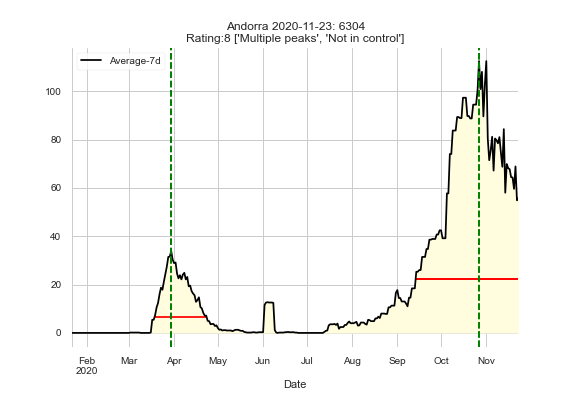 Andorra 2020-11-23: 6304
Rating:8 ['Multiple peaks', 'Not in control']
Average-7d
100
80
60
40
20
0
Feb Mar Apr May Jun Jul Aug Sep Oct Nov
2020
Date